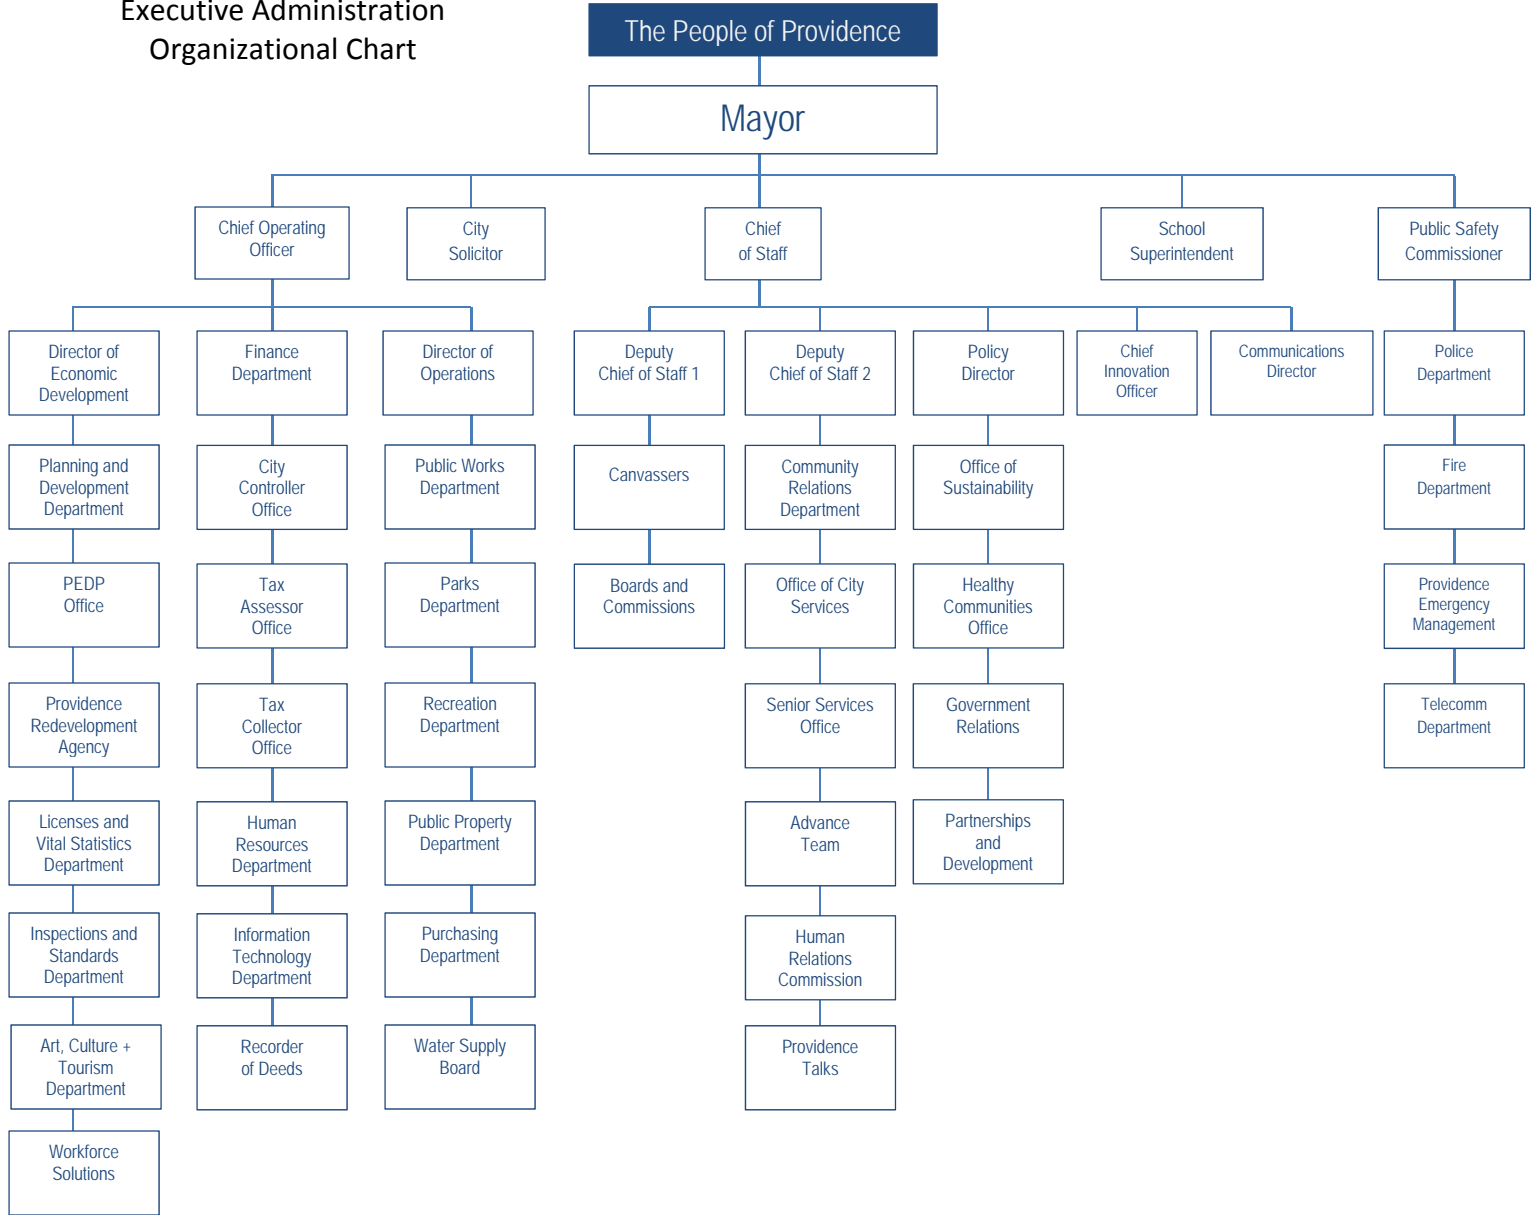 Executive Administration
Organizational Chart
The People of Providence
Mayor
Chief Operating
Officer
City
Solicitor
Chief
of Staff
School
Superintendent
Public Safety
Commissioner
Director of
Economic
Development
Finance
Department
Director of
Operations
Deputy
Chief of Staff 1
Deputy
Chief of Staff 2
Policy
Director
Chief
Innovation
Officer
Communications
Director
Police
Department
Planning and
Development
Department
City
Controller
Office
Public Works
Department
Canvassers
Community
Relations
Department
Office of
Sustainability
Fire
Department
PEDP
Office
Tax
Assessor
Office
Parks
Department
Boards and
Commissions
Office of City
Services
Healthy
Communities
Office
Providence
Emergency
Management
Providence
Redevelopment
Agency
Tax
Collector
Office
Recreation
Department
Senior Services
Office
Government
Relations
Telecomm
Department
Licenses and
Vital Statistics
Department
Human
Resources
Department
Public Property
Department
Advance
Team
Partnerships
and
Development
Inspections and
Standards
Department
Information
Technology
Department
Purchasing
Department
Human
Relations
Commission
Art, Culture +
Tourism
Department
Recorder
of Deeds
Water Supply
Board
Providence
Talks
Workforce
Solutions